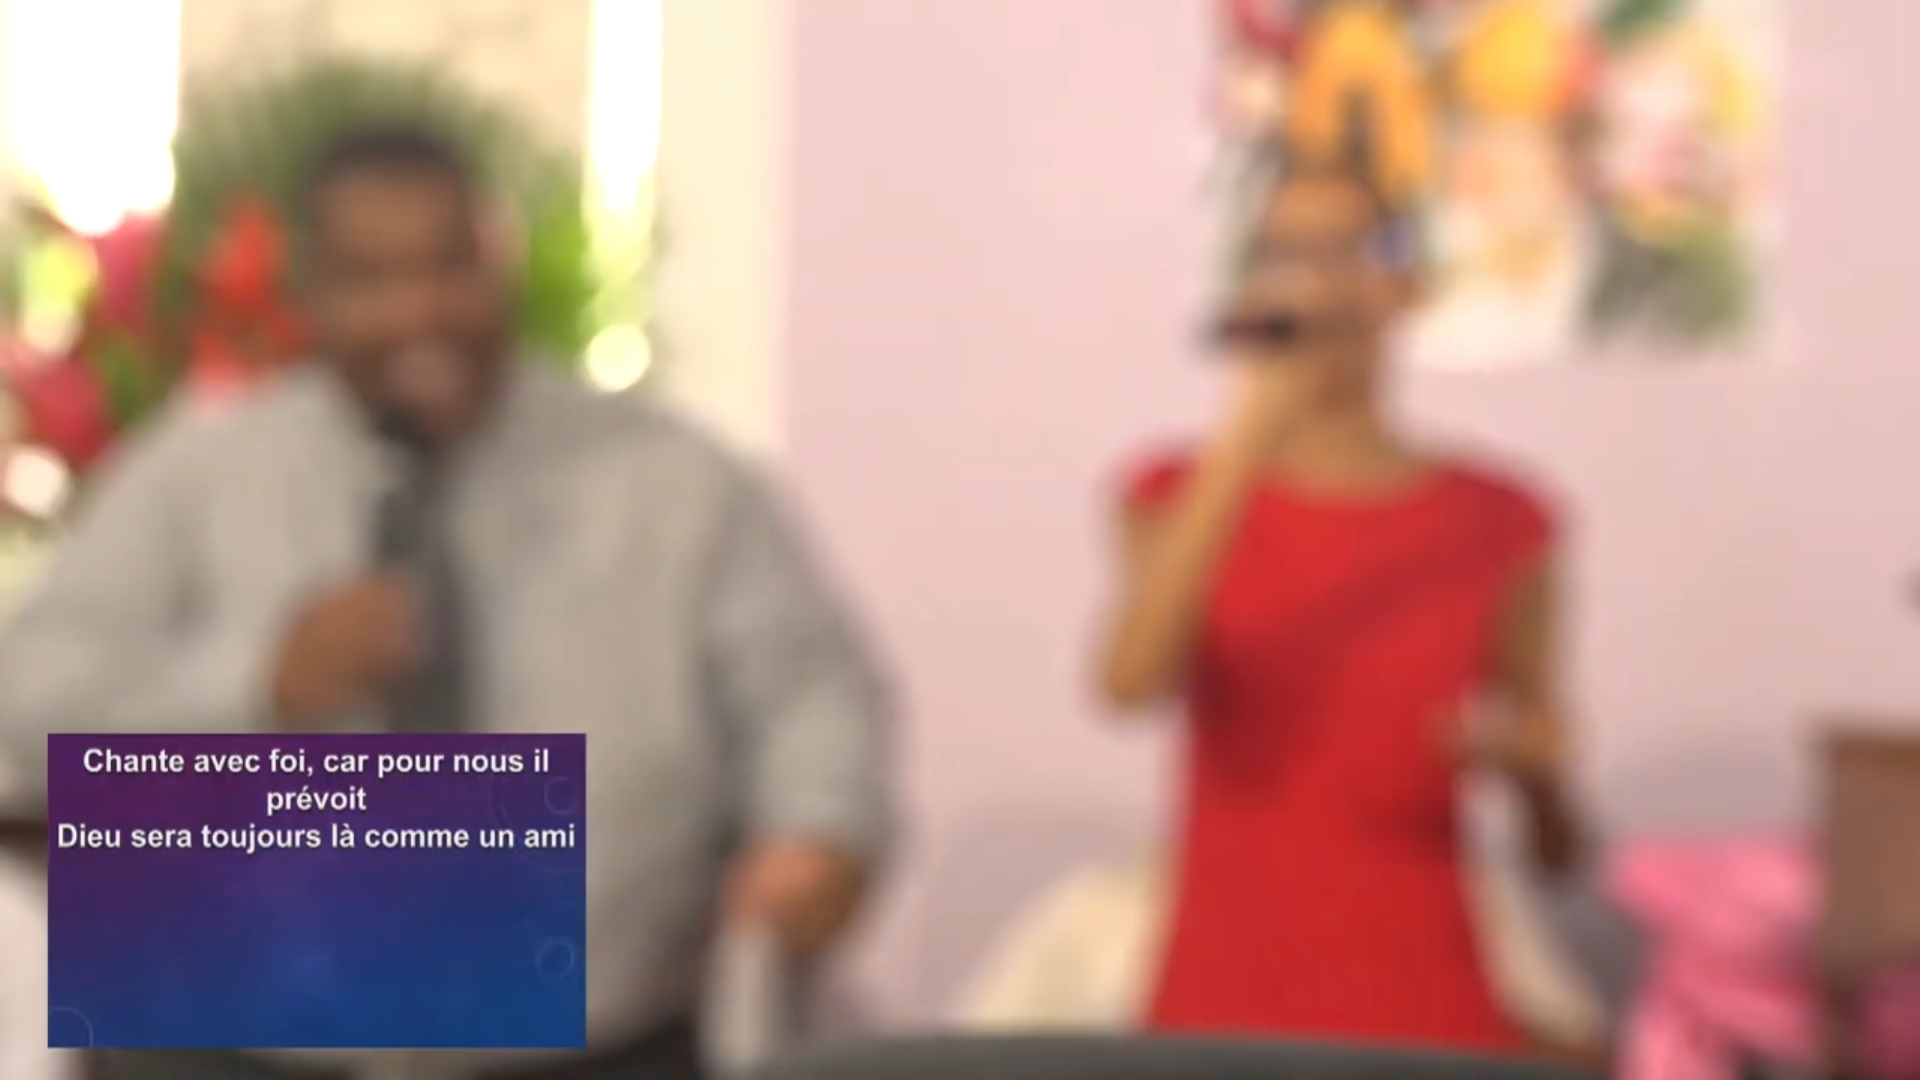 Chante avec foi, car pour nous il
prévoit
Dieu sera toujours là comme un ami